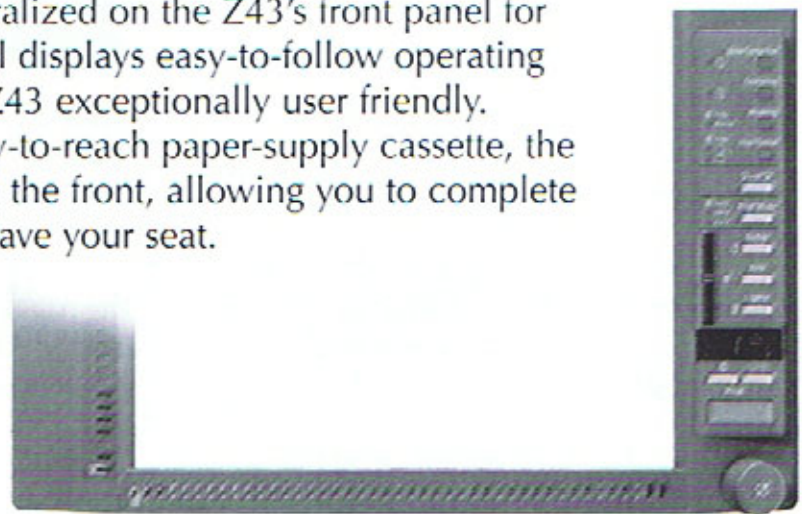 ralized on the Z43's front panel for
l displays easy-to-follow operating
Z43 exceptionally user friendly.
y-to-reach paper-supply cassette, the
the front, allowing you to complete
ave your seat.